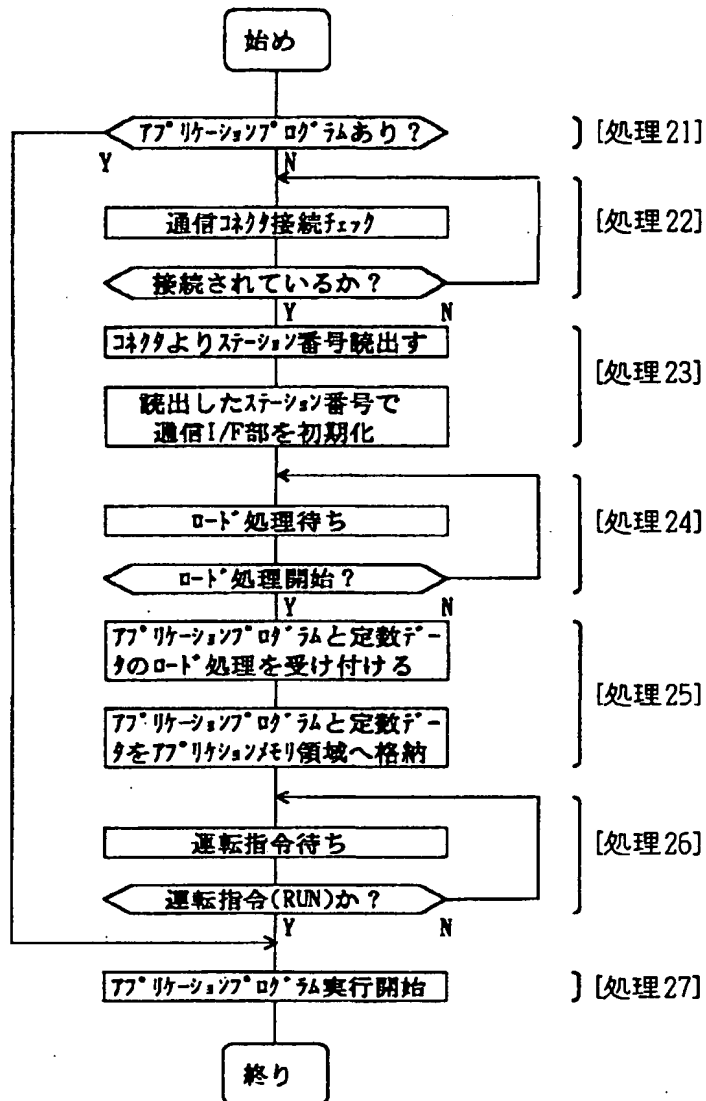 始め
アプリケーションプログラムあり? [処理21]
Y N
通信コネクタ接続チェック [処理22]
接続されているか?
Y N
コネクタよりステーション番号読出す
[処理23]
読出したステーション番号で
通信I/F部を初期化
ロード処理待ち [処理24]
ロード処理開始?
Y N
アプリケーションプログラムと定数デー
タのロード処理を受け付ける
[処理25]
アプリケーションプログラムと定数デー
タをアプリケションメモリ領域へ格納
運転指令待ち [処理26]
運転指令(RUN)か?
Y N
アプリケーションプログラム実行開始 [処理27]
終り